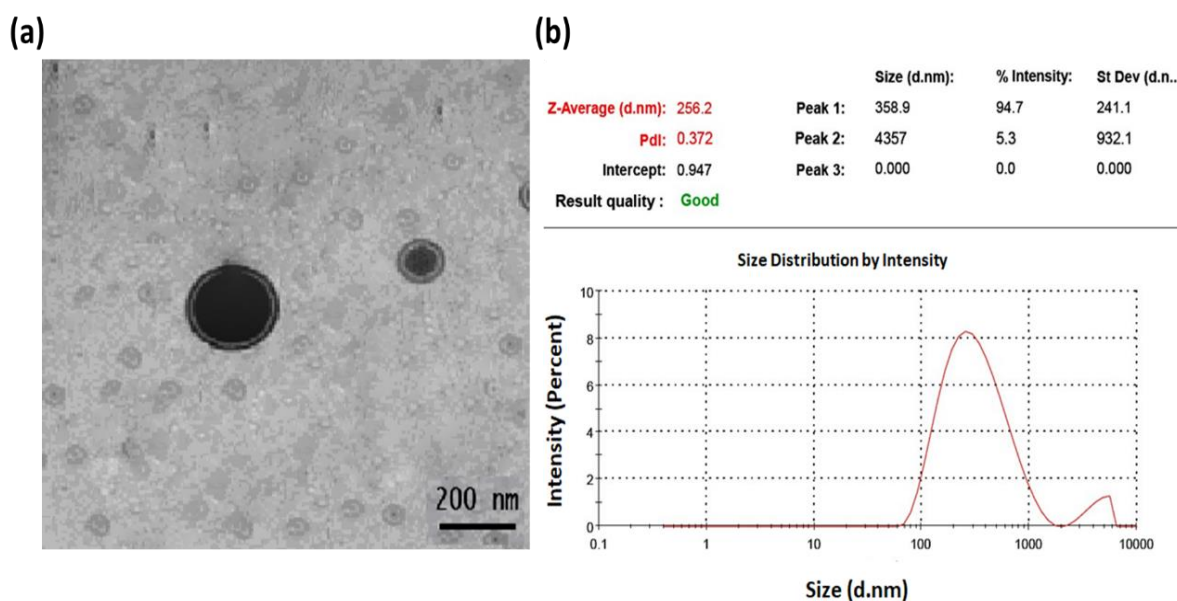 (a)
(b)
200 nm
Size (d.nm): % Intensity: St Dev (d.n...
Z-Average (d.nm): 256.2 Peak 1: 358.9 94.7 241.1
PdI: 0.372 Peak 2: 4357 5.3 932.1
Intercept: 0.947 Peak 3: 0.000 0.0 0.000
Result quality : Good
Size Distribution by Intensity
Intensity (Percent)
10
8
6
4
2
0
0.1 1 10 100 1000 10000
Size (d.nm)